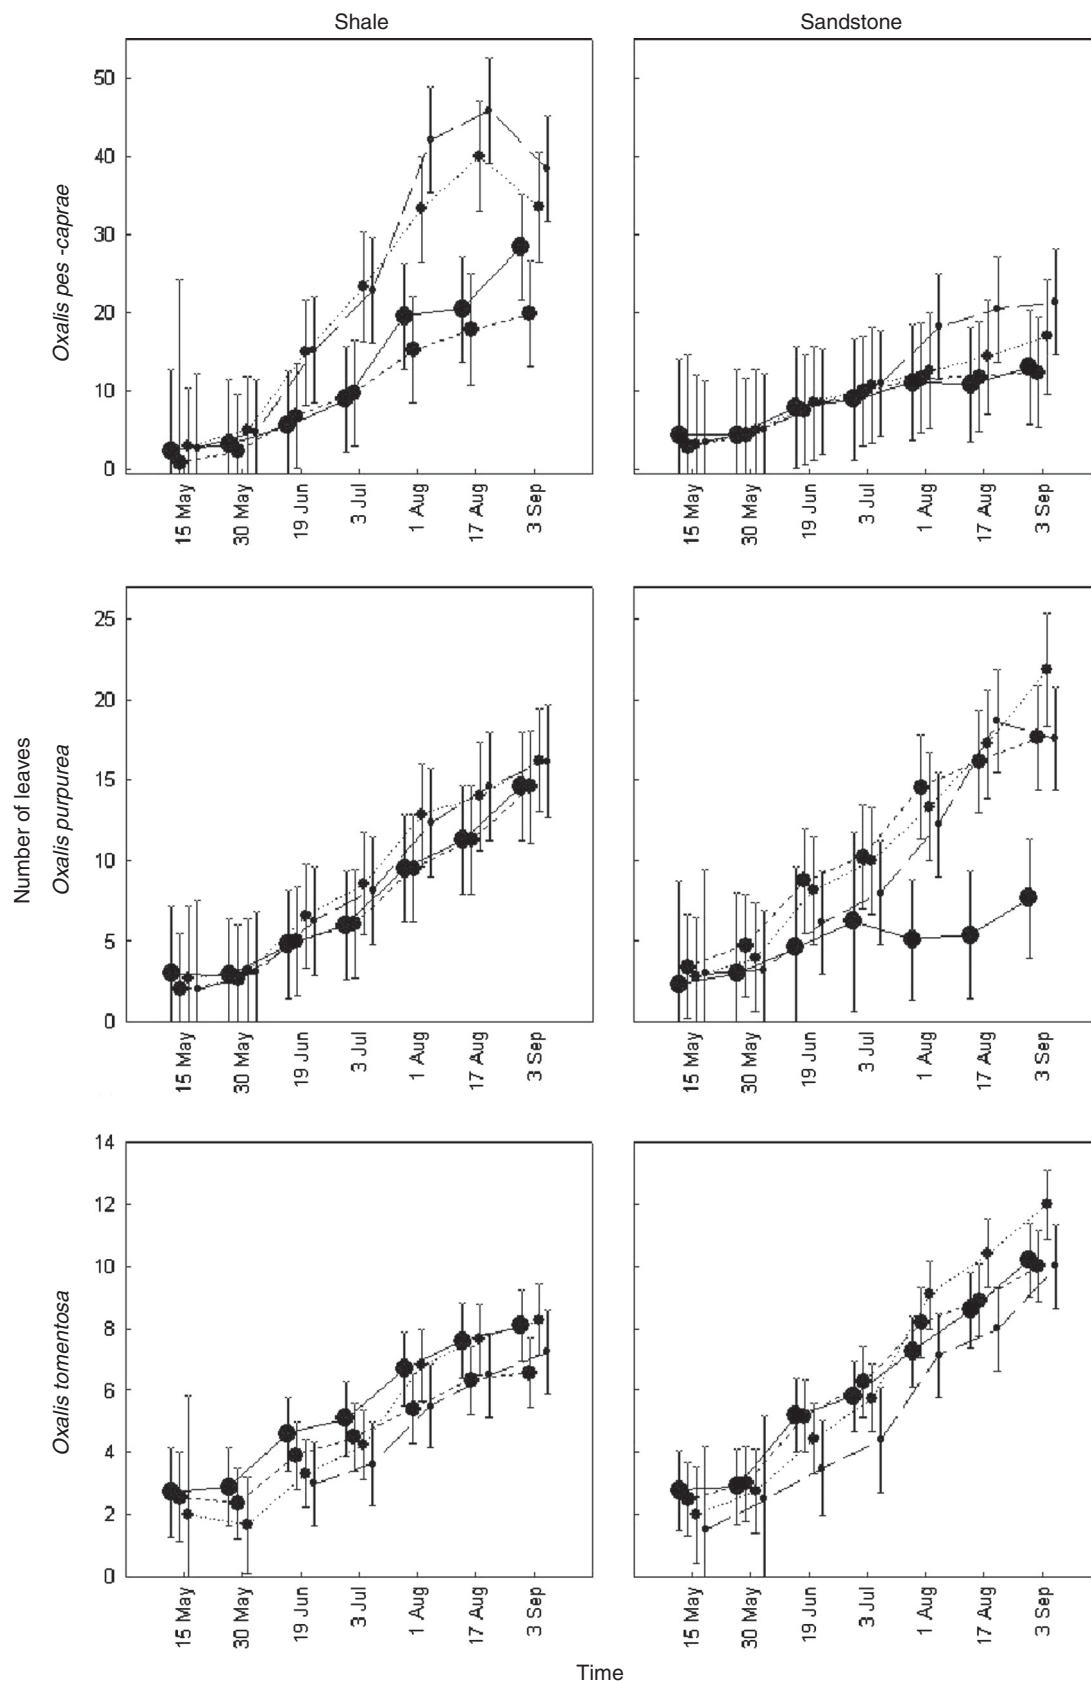 Shale
Sandstone
Number of leaves
Oxalis pes -caprae
50
40
30
20
10
0
15 May
30 May
19 Jun
3 Jul
1 Aug
17 Aug
3 Sep
15 May
30 May
19 Jun
3 Jul
1 Aug
17 Aug
3 Sep
Oxalis purpurea
25
20
15
10
5
0
15 May
30 May
19 Jun
3 Jul
1 Aug
17 Aug
3 Sep
15 May
30 May
19 Jun
3 Jul
1 Aug
17 Aug
3 Sep
Oxalis tomentosa
14
12
10
8
6
4
2
0
15 May
30 May
19 Jun
3 Jul
1 Aug
17 Aug
3 Sep
15 May
30 May
19 Jun
3 Jul
1 Aug
17 Aug
3 Sep
Time